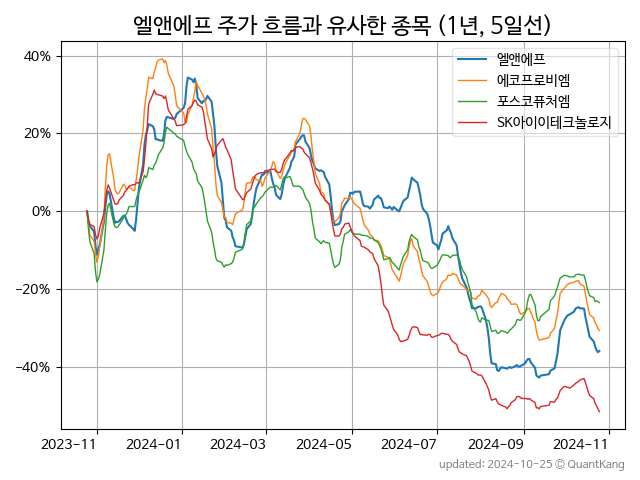 엘앤에프 주가 흐름과 유사한 종목 (1년, 5일선)
엘앤에프
에코프로비엠
포스코퓨처엠
SK아이이테크놀로지
40%
20%
0%
−20%
−40%
2023-11 2024-01 2024-03 2024-05 2024-07 2024-09 2024-11
updated: 2024-10-25 © QuantKang